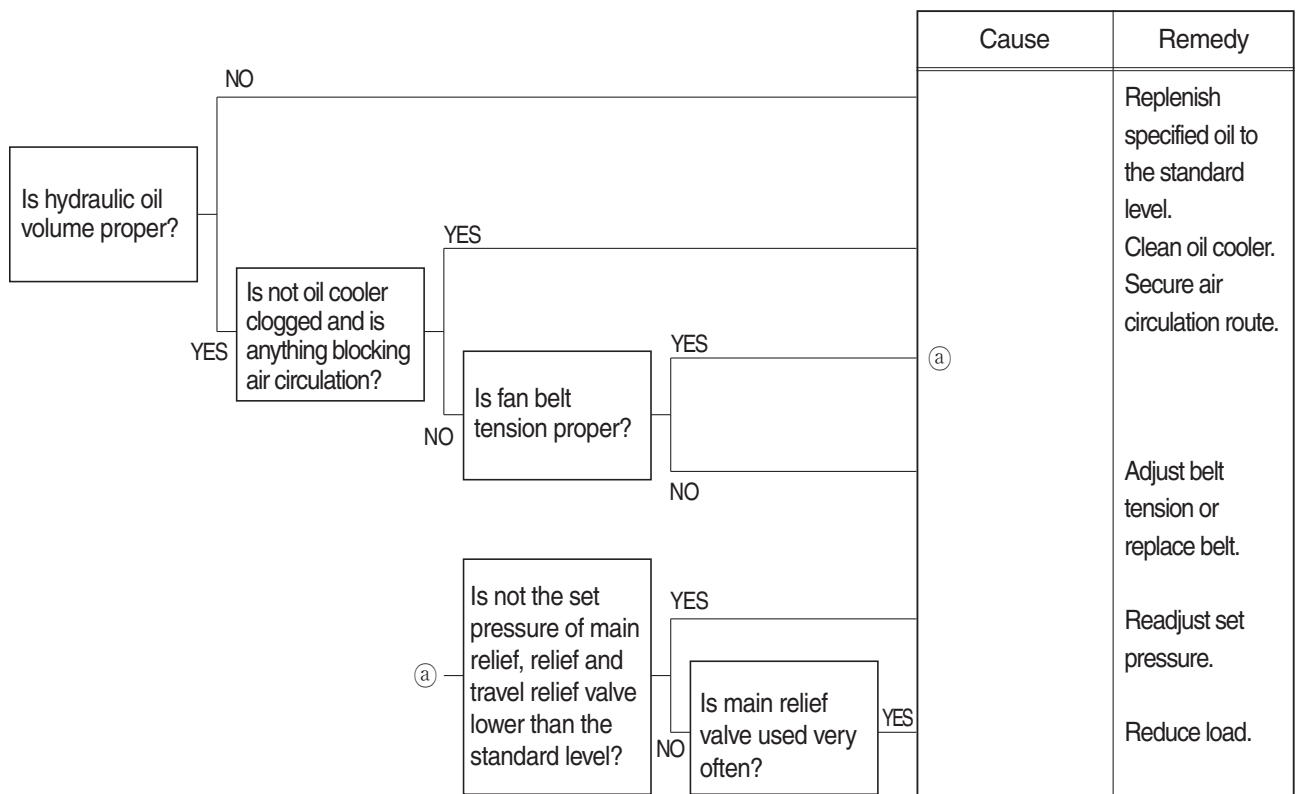 Cause
Remedy
NO
Replenish
specified oil to
the standard
level.
Is hydraulic oil
volume proper?
YES
Clean oil cooler.
Secure air
circulation route.
YES
Is not oil cooler
clogged and is
anything blocking
air circulation?
YES
ⓐ
NO
Is fan belt
tension proper?
NO
Adjust belt
tension or
replace belt.
ⓐ
Is not the set
pressure of main
relief, relief and
travel relief valve
lower than the
standard level?
YES
Readjust set
pressure.
NO
Is main relief
valve used very
often?
YES
Reduce load.